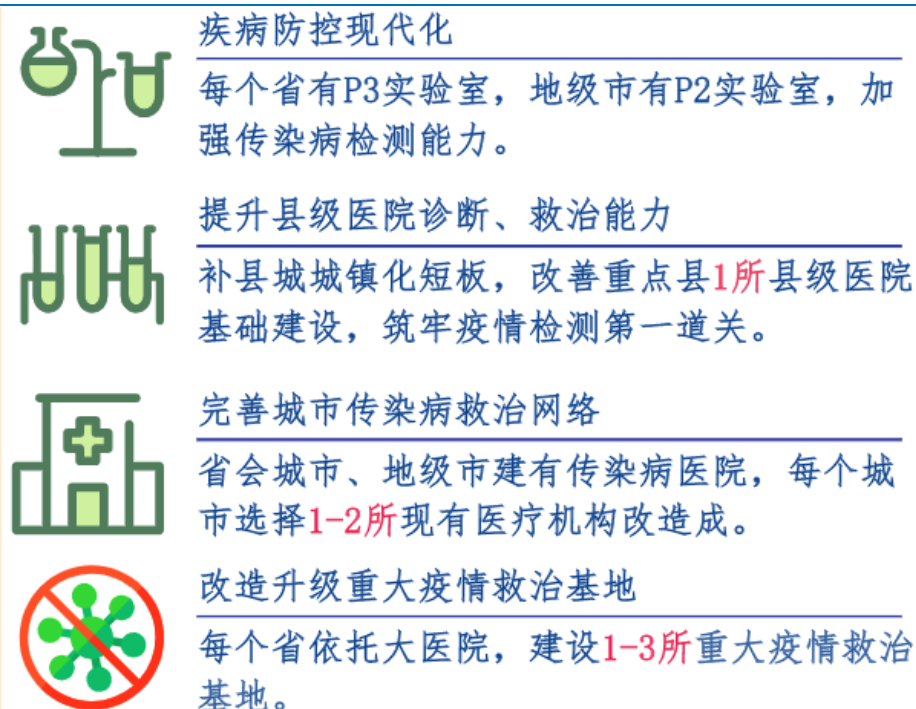 疾病防控现代化
每个省有P3实验室，地级市有P2实验室，加
强传染病检测能力。
提升县级医院诊断、救治能力
补县城城镇化短板，改善重点县1所县级医院
基础建设，筑牢疫情检测第一道关。
完善城市传染病救治网络
省会城市、地级市建有传染病医院，每个城
市选择1-2所现有医疗机构改造成。
改造升级重大疫情救治基地
每个省依托大医院，建设1-3所重大疫情救治
基地。